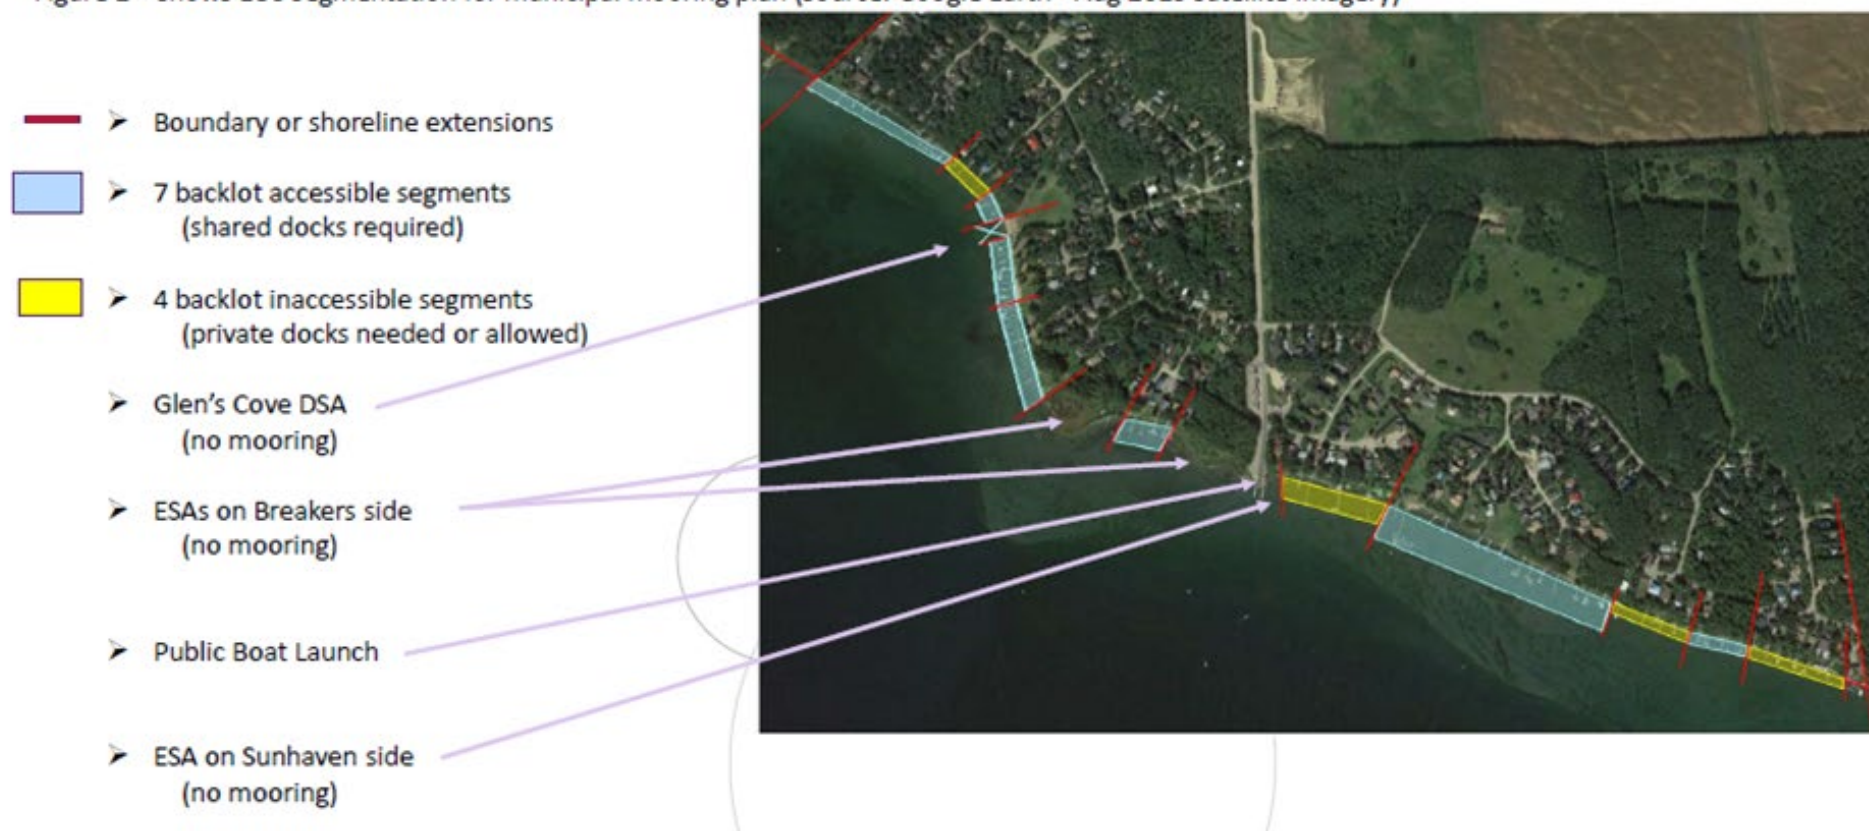 7 backlot accessible segments
Boundary or shoreline extensions
(shared docks required)
4 backlot inaccessible segments
(private docks needed or allowed)
Glen's Cove DSA
(no mooring)
ESAs on Breakers side
(no mooring)
Public Boat Launch
ESA on Sunhaven side
(no mooring)